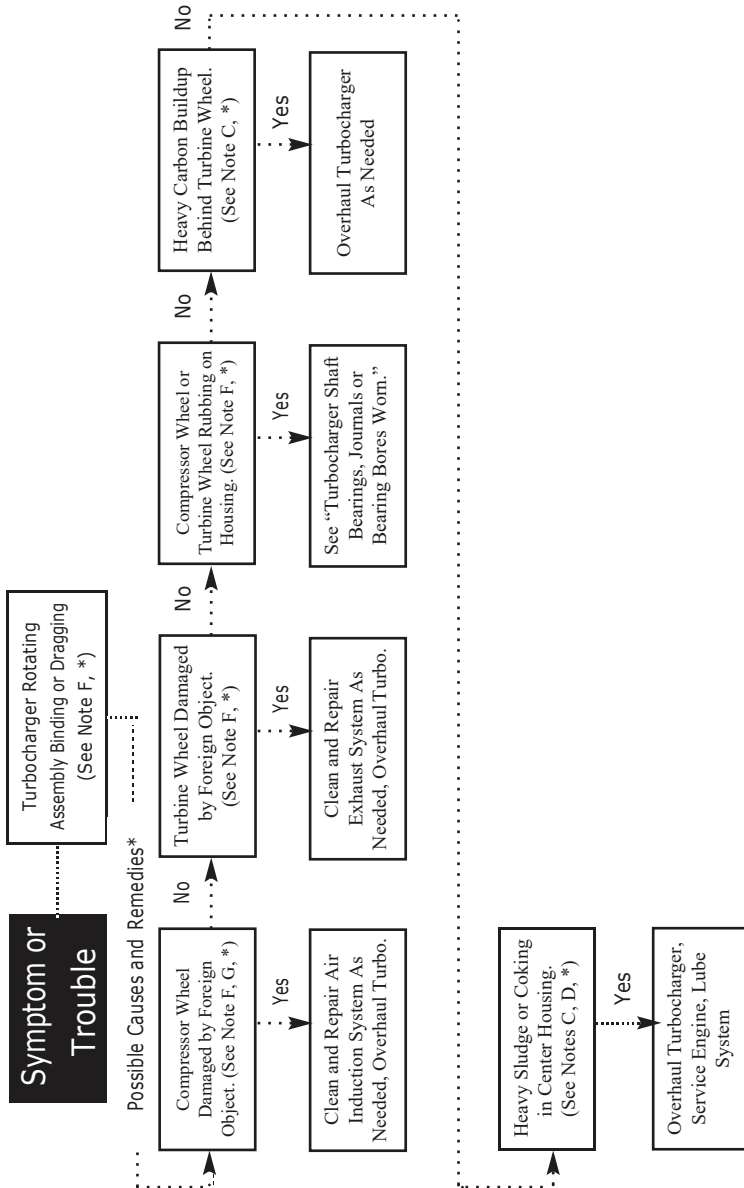 Symptom or
Trouble
Turbocharger Rotating
Assembly Binding or Dragging
(See Note F, *)
Possible Causes and Remedies*
Compressor Wheel
Damaged by Foreign
Object. (See Note F, G, *)
No
Turbine Wheel Damaged
by Foreign Object.
(See Note F, *)
No
Compressor Wheel or
Turbine Wheel Rubbing on
Housing. (See Note F, *)
No
Heavy Carbon Buildup
Behind Turbine Wheel.
(See Note C, *)
No
Yes
Yes
Yes
Yes
Clean and Repair Air
Induction System As
Needed, Overhaul Turbo.
Clean and Repair
Exhaust System As
Needed, Overhaul Turbo.
See “Turbocharger Shaft
Bearings, Journals or
Bearing Bores Worn.”
Overhaul Turbocharger
As Needed
Heavy Sludge or Coking
in Center Housing.
(See Notes C, D, *)
Yes
Overhaul Turbocharger,
Service Engine, Lube
System